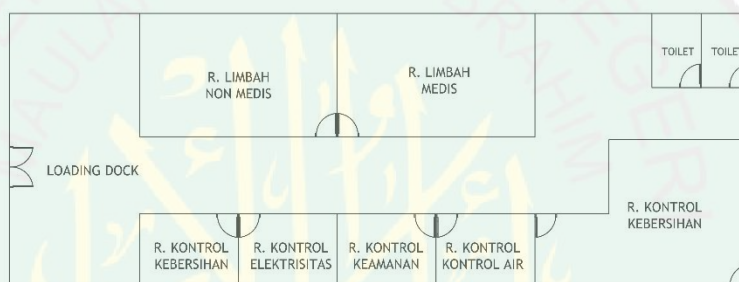 TOILET
TOILET
R. LIMBAH
NON MEDIS
R. LIMBAH
MEDIS
LOADING DOCK
R. KONTROL
KEBERSIHAN
R. KONTROL
KEBERSIHAN
R. KONTROL
ELEKTRISITAS
R. KONTROL
KEAMANAN
R. KONTROL
KONTROL AIR